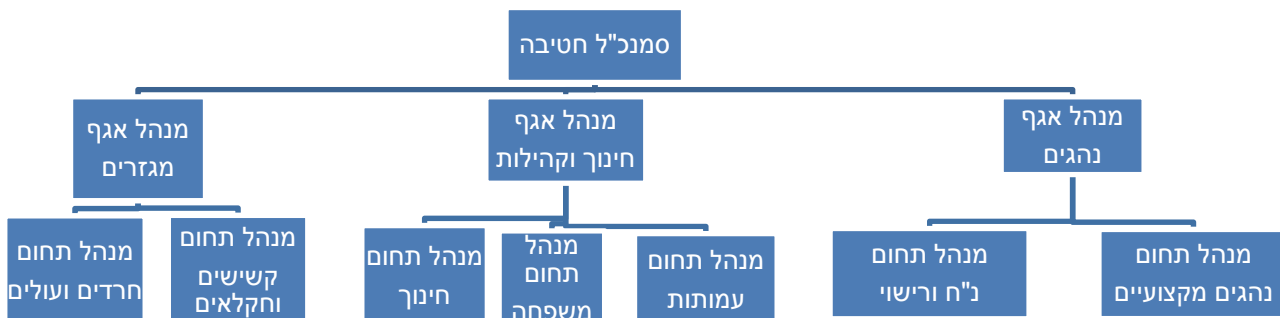 סמנכ"ל חטיבה
מנהל אגף
נהגים
מנהל אגף
חינוך וקהילות
מנהל אגף
מגזרים
מנהל תחום
נהגים מקצועיים
מנהל תחום
נ"ח ורישוי
מנהל תחום
עמותות
מנהל
תחום
משפחה
מנהל תחום
חינוך
מנהל תחום
קשישים
וחקלאים
מנהל תחום
חרדים ועולים